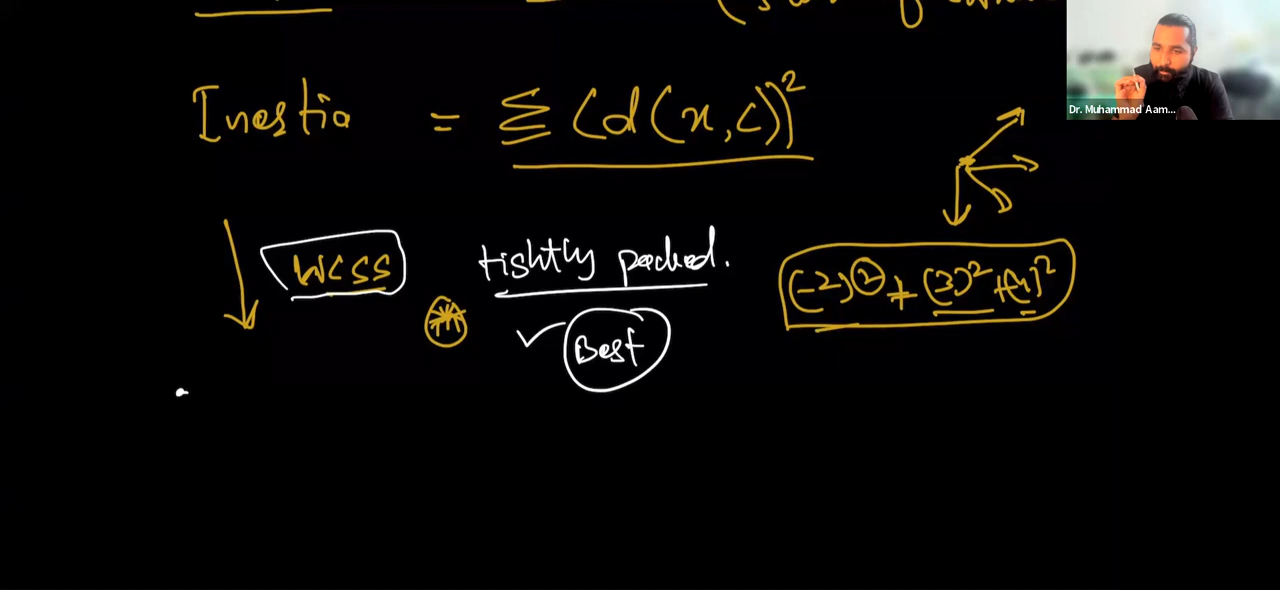 Dr. Muhammad Aam...
Inertia = Σ (d(x,c))²
↓ WCSS tightly packed. (-2)² + (3)² + (4)²
✓ Best